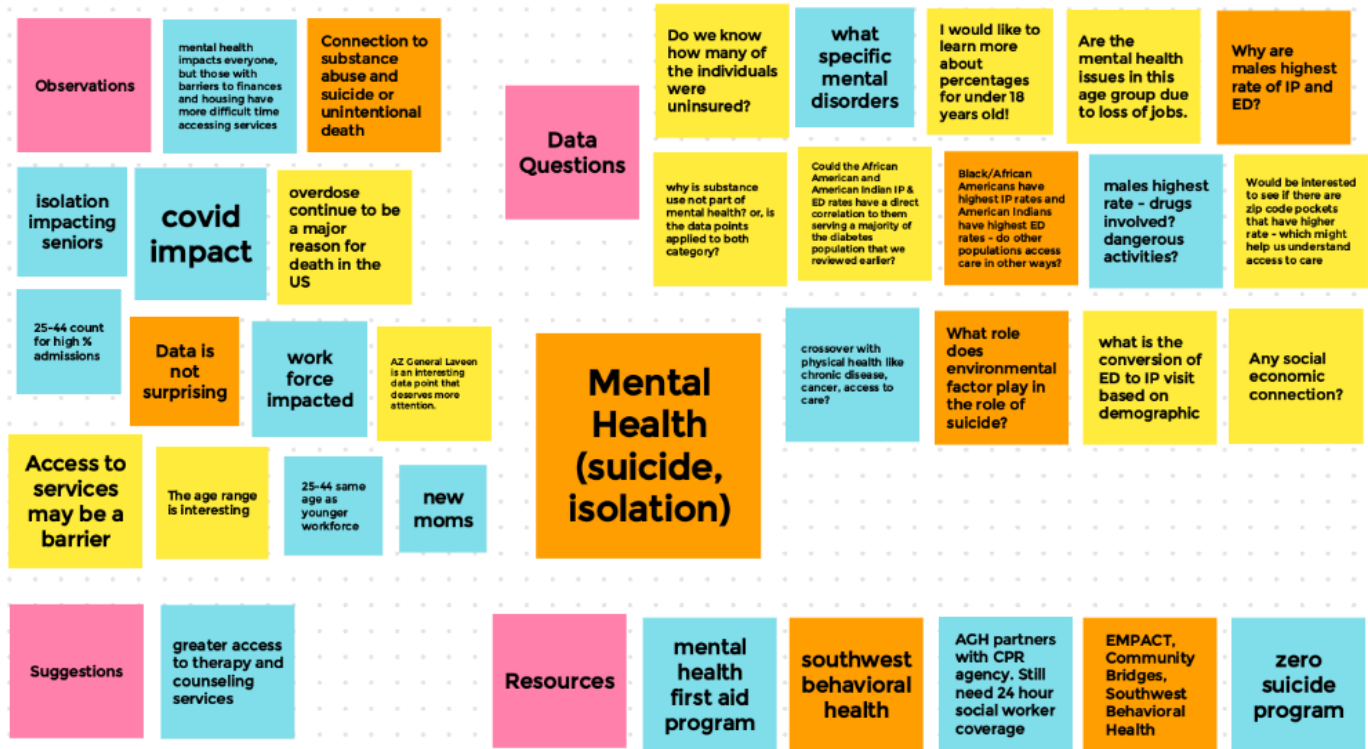 Observations
mental health
impacts everyone,
but those with
barriers to finances
and housing have
more difficult time
accessing services
Connection to
substance
abuse and
suicide or
unintentional
death
isolation
impacting
seniors
covid
impact
overdose
continue to be
a major
reason for
death in the
US
25-44 count
for high %
admissions
Data is
not
surprising
work
force
impacted
AZ General Laveen
is an interesting
data point that
deserves more
attention.
Access to
services
may be a
barrier
The age range
is interesting
25-44 same
age as
younger
workforce
new
moms
Data
Questions
Do we know
how many of
the individuals
were
uninsured?
what
specific
mental
disorders
I would like to
learn more
about
percentages
for under 18
years old!
Are the
mental health
issues in this
age group due
to loss of jobs.
Why are
males highest
rate of IP and
ED?
why is substance
use not part of
mental health? or, is
the data points
applied to both
category?
Could the African
American and
American Indian IP &
ED rates have a direct
correlation to them
serving a majority of
the diabetes
population that we
reviewed earlier?
Black/African
Americans have
highest IP rates and
American Indians
have highest ED
rates - do other
populations access
care in other ways?
males highest
rate - drugs
involved?
dangerous
activities?
Would be interested
to see if there are
zip code pockets
that have higher
rate - which might
help us understand
access to care
Mental
Health
(suicide,
isolation)
crossover with
physical health like
chronic disease,
cancer, access to
care?
What role
does
environmental
factor play in
the role of
suicide?
what is the
conversion of
ED to IP visit
based on
demographic
Any social
economic
connection?
Suggestions
greater access
to therapy and
counseling
services
Resources
mental
health
first aid
program
southwest
behavioral
health
AGH partners
with CPR
agency. Still
need 24 hour
social worker
coverage
EMPACT,
Community
Bridges,
Southwest
Behavioral
Health
zero
suicide
program